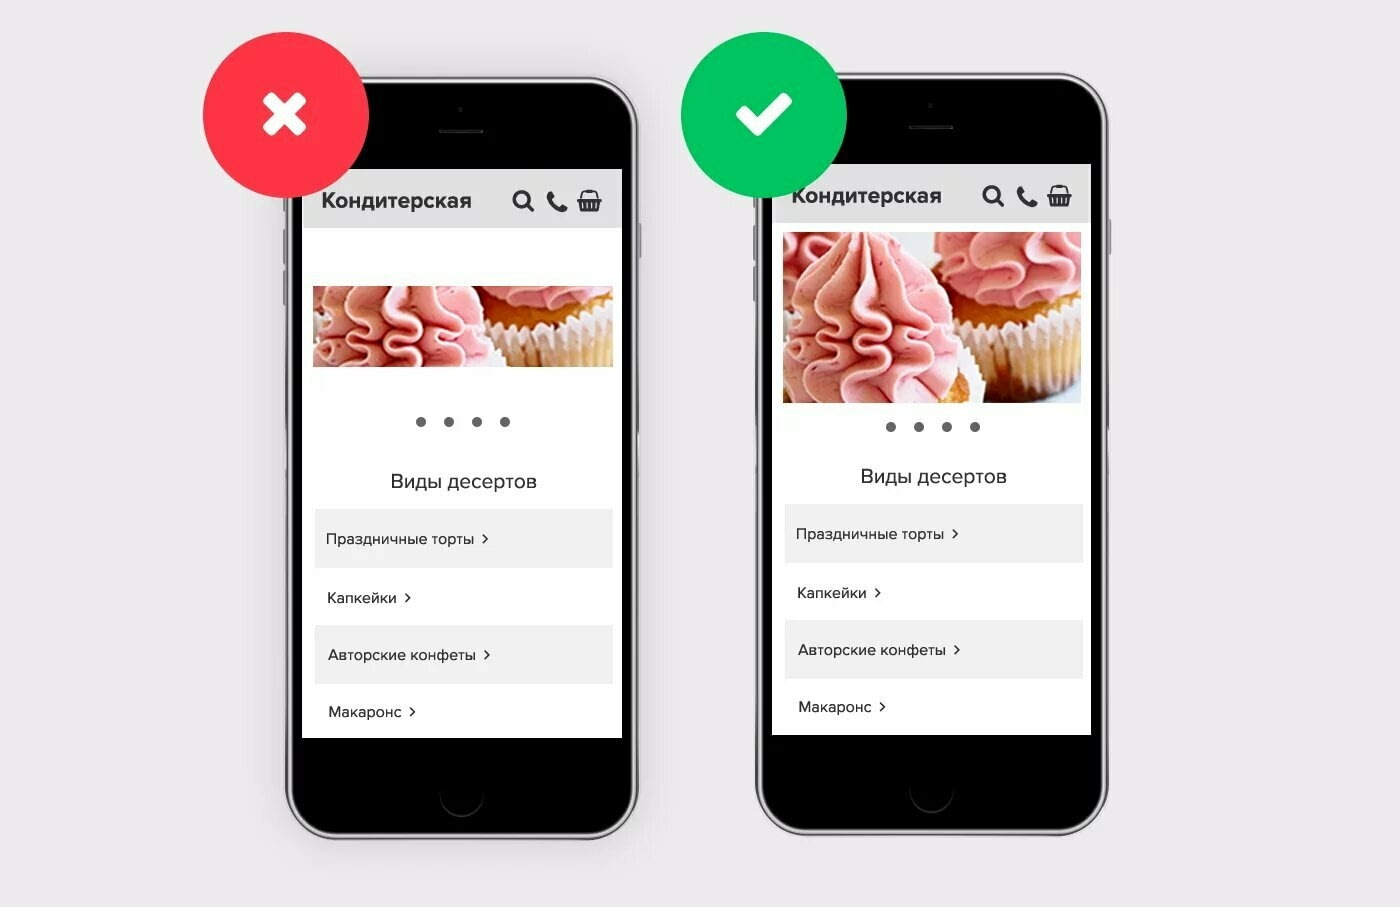 Кондитерская
Виды десертов
Праздничные торты
Капкейки
Авторские конфеты
Макаронс
Кондитерская
Виды десертов
Праздничные торты
Капкейки
Авторские конфеты
Макаронс